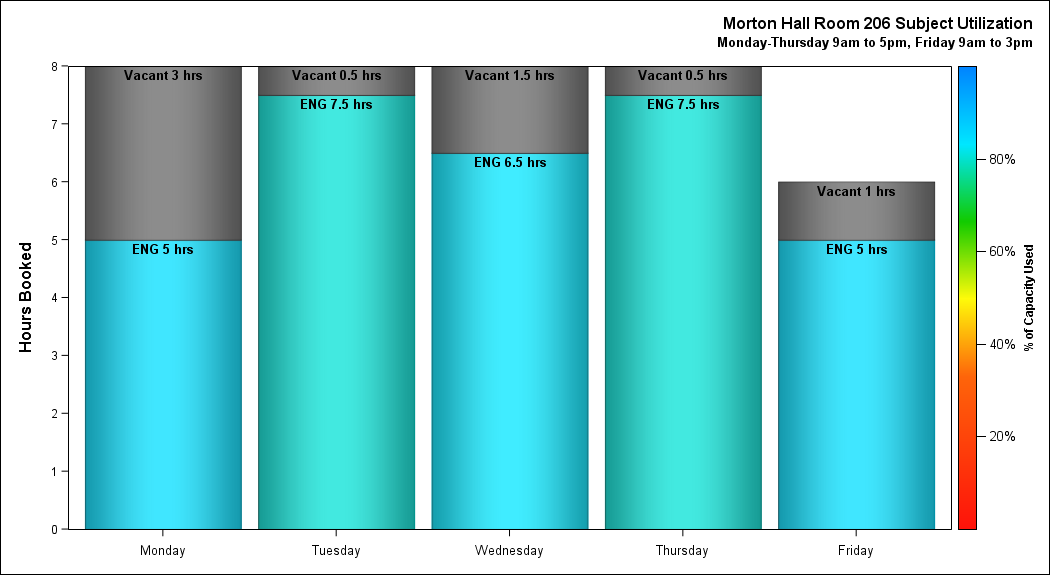 Morton Hall Room 206 Subject Utilization
Monday-Thursday 9am to 5pm, Friday 9am to 3pm
Hours Booked
8
7
6
5
4
3
2
1
0
Vacant 3 hrs
ENG 5 hrs
Vacant 0.5 hrs
ENG 7.5 hrs
Vacant 1.5 hrs
ENG 6.5 hrs
Vacant 0.5 hrs
ENG 7.5 hrs
Vacant 1 hrs
ENG 5 hrs
Monday
Tuesday
Wednesday
Thursday
Friday
80%
60%
40%
20%
% of Capacity Used